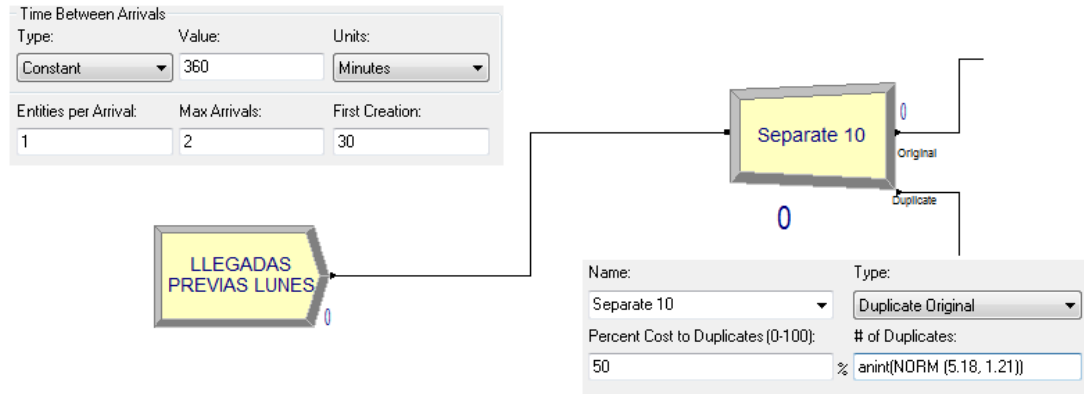 Time Between Arrivals
Type: Value: Units:
Constant 360 Minutes
Entities per Arrival: Max Arrivals: First Creation:
1 2 30
Separate 10
0
Original
Duplicate
0
LLEGADAS
PREVIAS LUNES
0
Name: Type:
Separate 10 Duplicate Original
Percent Cost to Duplicates (0-100): # of Duplicates:
50 % anint(NORM (5.18, 1.21))